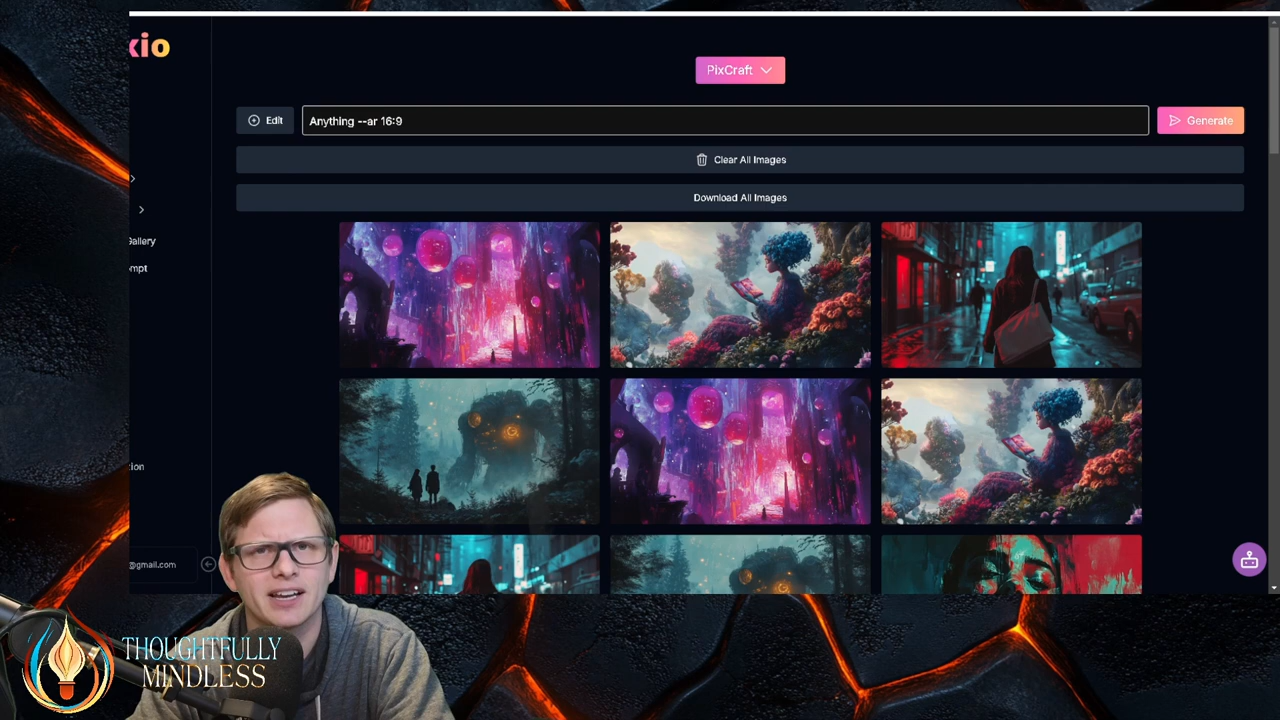 xio
PixCraft
Edit
Anything --ar 16:9
Generate
Clear All Images
Download All Images
Gallery
mpt
tion
@gmail.com
THOUGHTFULLY
MINDLESS